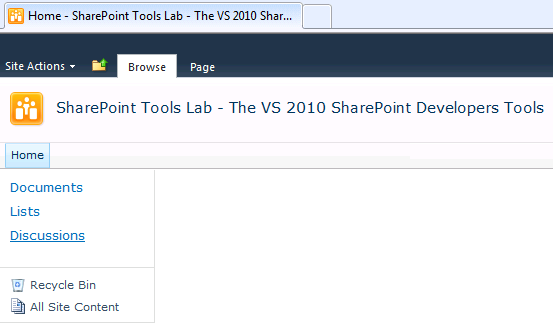 Home - SharePoint Tools Lab - The VS 2010 Shar...
Site Actions
Browse
Page
SharePoint Tools Lab - The VS 2010 SharePoint Developers Tools
Home
Documents
Lists
Discussions
Recycle Bin
All Site Content